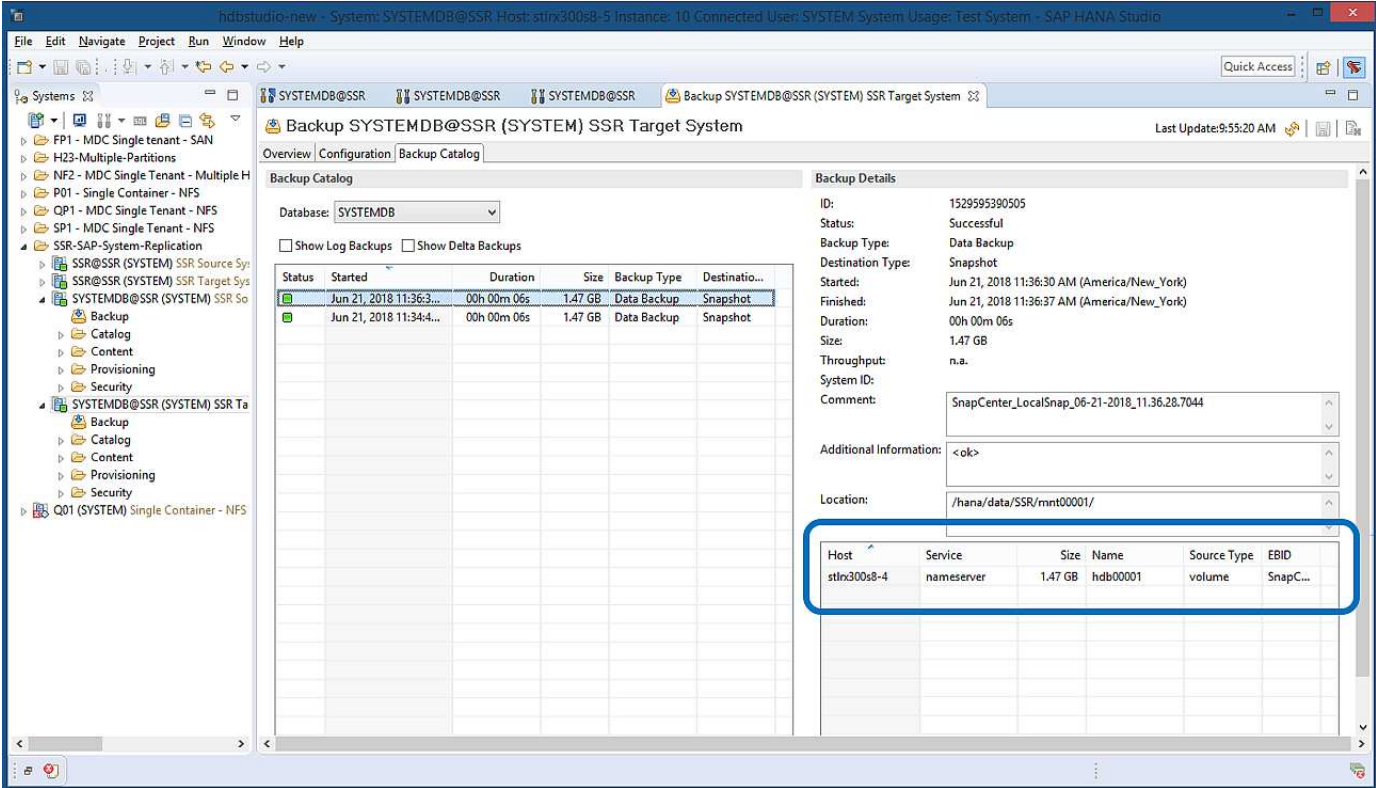 hdbstudio-new - System: SYSTEMDB@SSR Host: stlrx300s8-5 Instance: 10 Connected User: SYSTEM System Usage: Test System - SAP HANA Studio
File Edit Navigate Project Run Window Help
Quick Access
Systems
SYSTEMDB@SSR SYSTEMDB@SSR SYSTEMDB@SSR Backup SYSTEMDB@SSR (SYSTEM) SSR Target System
Backup SYSTEMDB@SSR (SYSTEM) SSR Target System
Last Update:9:55:20 AM
Overview Configuration Backup Catalog
FP1 - MDC Single tenant - SAN
H23-Multiple-Partitions
NF2 - MDC Single Tenant - Multiple H
P01 - Single Container - NFS
QP1 - MDC Single Tenant - NFS
SP1 - MDC Single Tenant - NFS
SSR-SAP-System-Replication
SSR@SSR (SYSTEM) SSR Source Sys
SSR@SSR (SYSTEM) SSR Target Sys
SYSTEMDB@SSR (SYSTEM) SSR So
Backup
Catalog
Content
Provisioning
Security
SYSTEMDB@SSR (SYSTEM) SSR Ta
Backup
Catalog
Content
Provisioning
Security
Q01 (SYSTEM) Single Container - NFS
Backup Catalog
Database: SYSTEMDB
Show Log Backups Show Delta Backups
Status Started Duration Size Backup Type Destinatio...
Jun 21, 2018 11:36:3... 00h 00m 06s 1.47 GB Data Backup Snapshot
Jun 21, 2018 11:34:4... 00h 00m 06s 1.47 GB Data Backup Snapshot
Backup Details
ID: 1529595390505
Status: Successful
Backup Type: Data Backup
Destination Type: Snapshot
Started: Jun 21, 2018 11:36:30 AM (America/New_York)
Finished: Jun 21, 2018 11:36:37 AM (America/New_York)
Duration: 00h 00m 06s
Size: 1.47 GB
Throughput: n.a.
System ID:
Comment: SnapCenter_LocalSnap_06-21-2018_11.36.28.7044
Additional Information: <ok>
Location: /hana/data/SSR/mnt00001/
Host Service Size Name Source Type EBID
stlrx300s8-4 nameserver 1.47 GB hdb00001 volume SnapC...